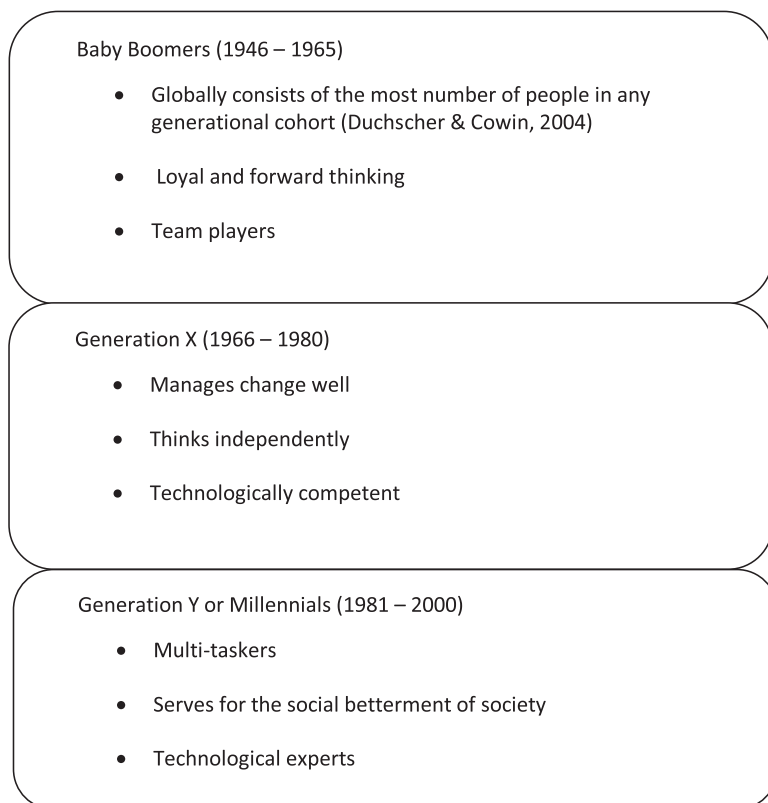 Baby Boomers (1946 – 1965)
• Globally consists of the most number of people in any
generational cohort (Duchscher & Cowin, 2004)
• Loyal and forward thinking
• Team players
Generation X (1966 – 1980)
• Manages change well
• Thinks independently
• Technologically competent
Generation Y or Millennials (1981 – 2000)
• Multi-taskers
• Serves for the social betterment of society
• Technological experts